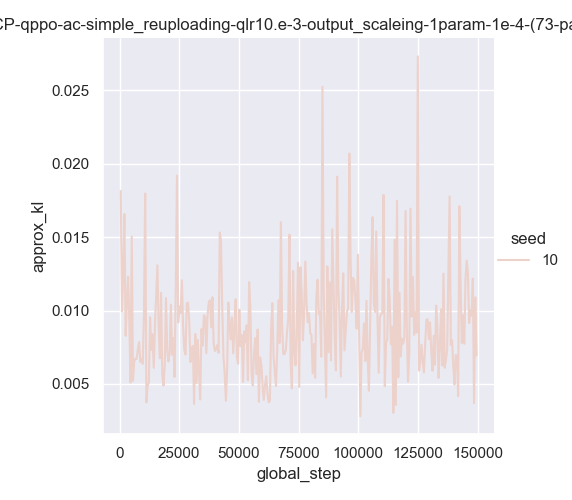 CP-qppo-ac-simple_reuploading-qlr10.e-3-output_scaleing-1param-1e-4-(73-pa
0.025
0.020
0.015
0.010
0.005
approx_kl
0 25000 50000 75000 100000 125000 150000
global_step
seed
10